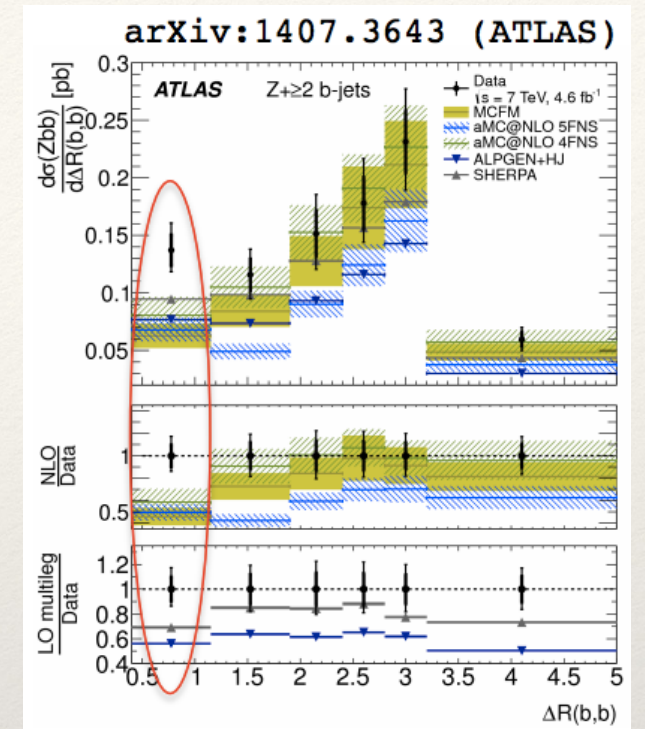 arXiv:1407.3643 (ATLAS)
dσ(Zbb)
dΔR(b,b)
[pb]
0.3
0.25
0.2
0.15
0.1
0.05
ATLAS Z+≥2 b-jets
Data
√s = 7 TeV, 4.6 fb⁻¹
MCFM
aMC@NLO 5FNS
aMC@NLO 4FNS
ALPGEN+HJ
SHERPA
NLO
Data
1
0.5
LO multileg
Data
1.2
1
0.8
0.6
0.4
0.5 1 1.5 2 2.5 3 3.5 4 4.5 5
ΔR(b,b)